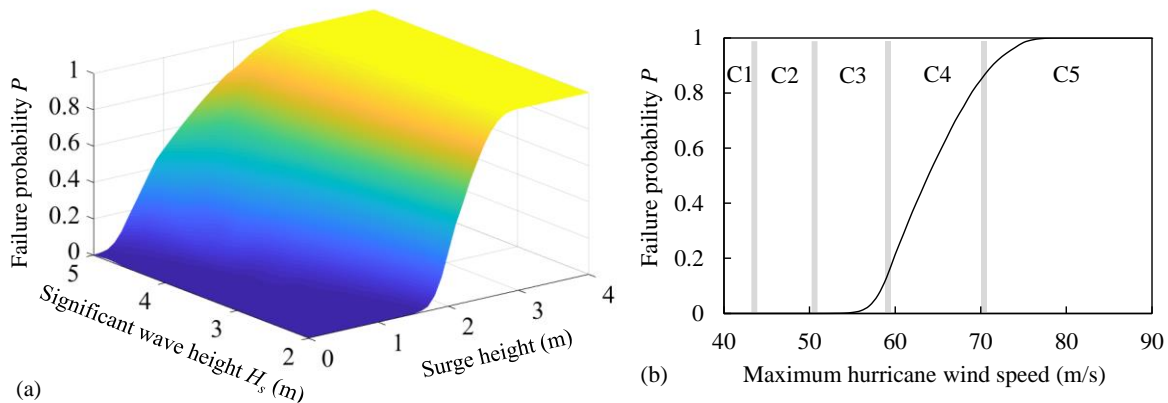 1
0.8
0.6
0.4
0.2
0
Failure probability P
5
4
3
2
Significant wave height Hs (m)
0
1
2
3
4
Surge height (m)
(a)
1
0.8
0.6
0.4
0.2
0
Failure probability P
C1 C2 C3 C4 C5
40 50 60 70 80 90
Maximum hurricane wind speed (m/s)
(b)